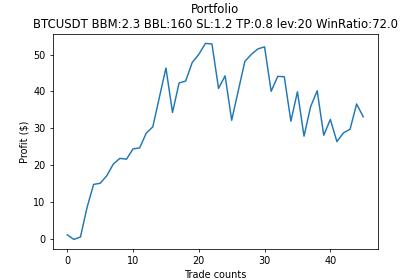 Portfolio
BTCUSDT BBM:2.3 BBL:160 SL:1.2 TP:0.8 lev:20 WinRatio:72.0
50
40
30
20
10
0
Profit ($)
0 10 20 30 40
Trade counts